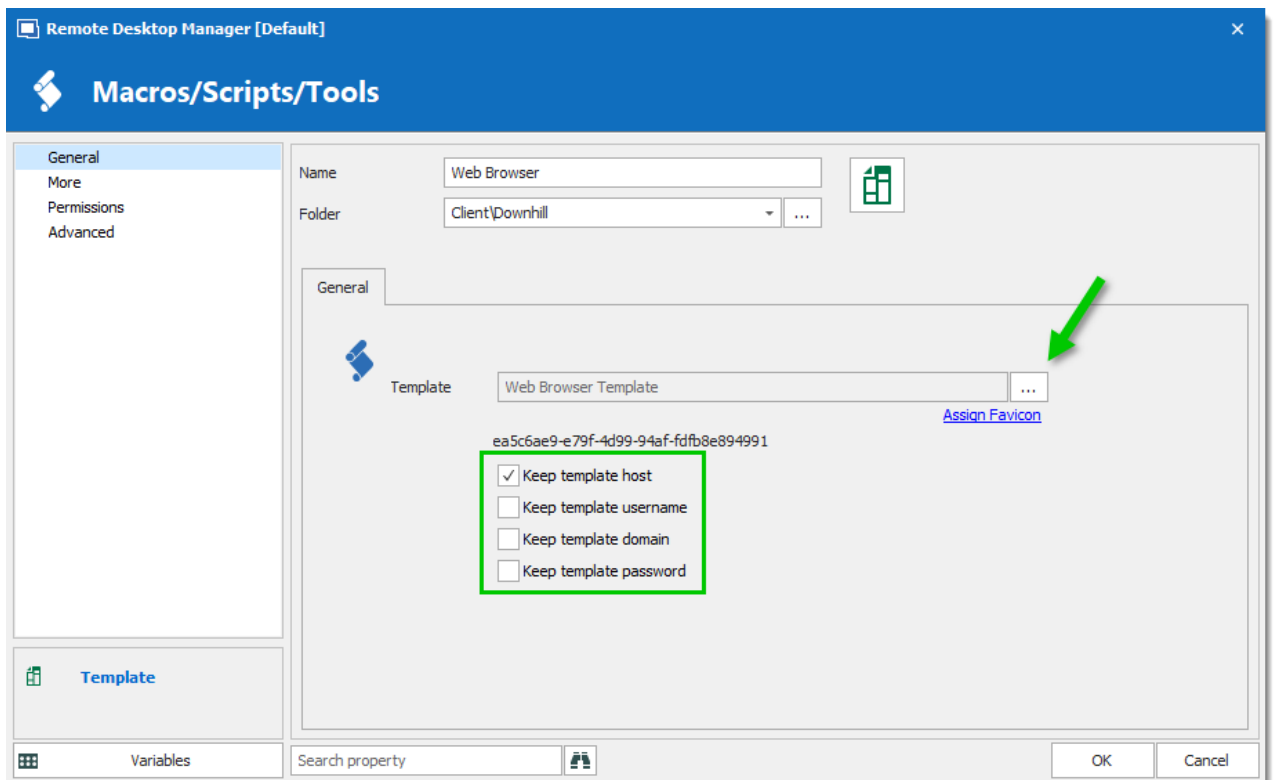 Remote Desktop Manager [Default]
Macros/Scripts/Tools
General
More
Permissions
Advanced
Name
Web Browser
Folder
Client\Downhill
...
General
Template
Web Browser Template
...
Assign Favicon
ea5c6ae9-e79f-4d99-94af-fdfb8e894991
Keep template host
Keep template username
Keep template domain
Keep template password
Template
Variables
Search property
OK
Cancel